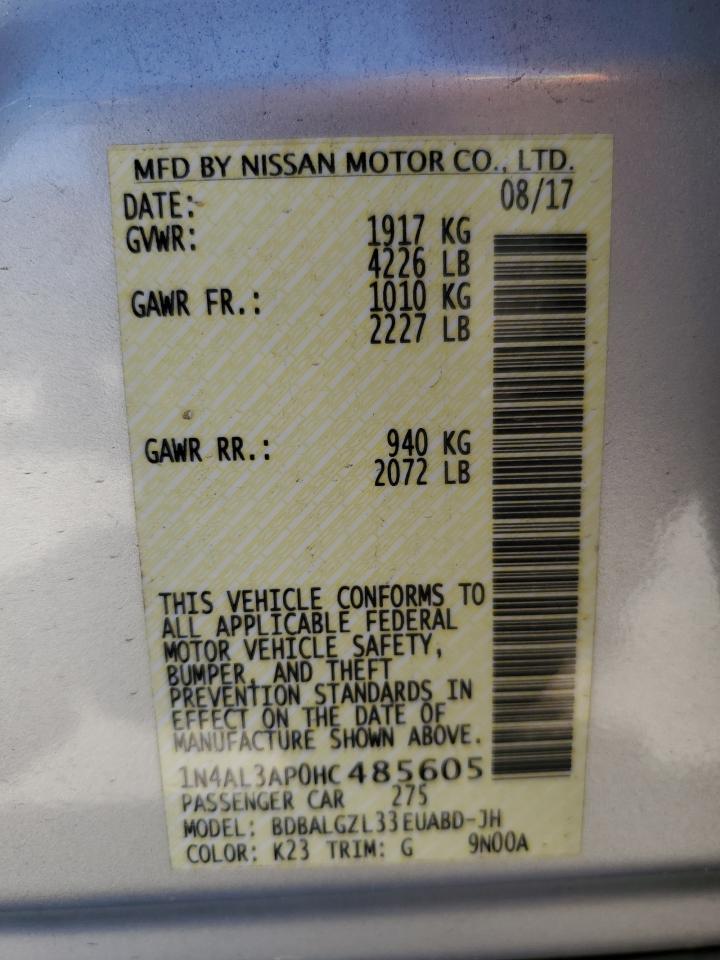 MFD BY NISSAN MOTOR CO., LTD.
DATE: 08/17
GVWR: 1917 KG
4226 LB
GAWR FR.: 1010 KG
2227 LB
GAWR RR.: 940 KG
2072 LB
THIS VEHICLE CONFORMS TO
ALL APPLICABLE FEDERAL
MOTOR VEHICLE SAFETY,
BUMPER, AND THEFT
PREVENTION STANDARDS IN
EFFECT ON THE DATE OF
MANUFACTURE SHOWN ABOVE.
1N4AL3AP0HC485605
PASSENGER CAR 275
MODEL: BDBALGZL33EUABD-JH
COLOR: K23 TRIM: G 9N00A